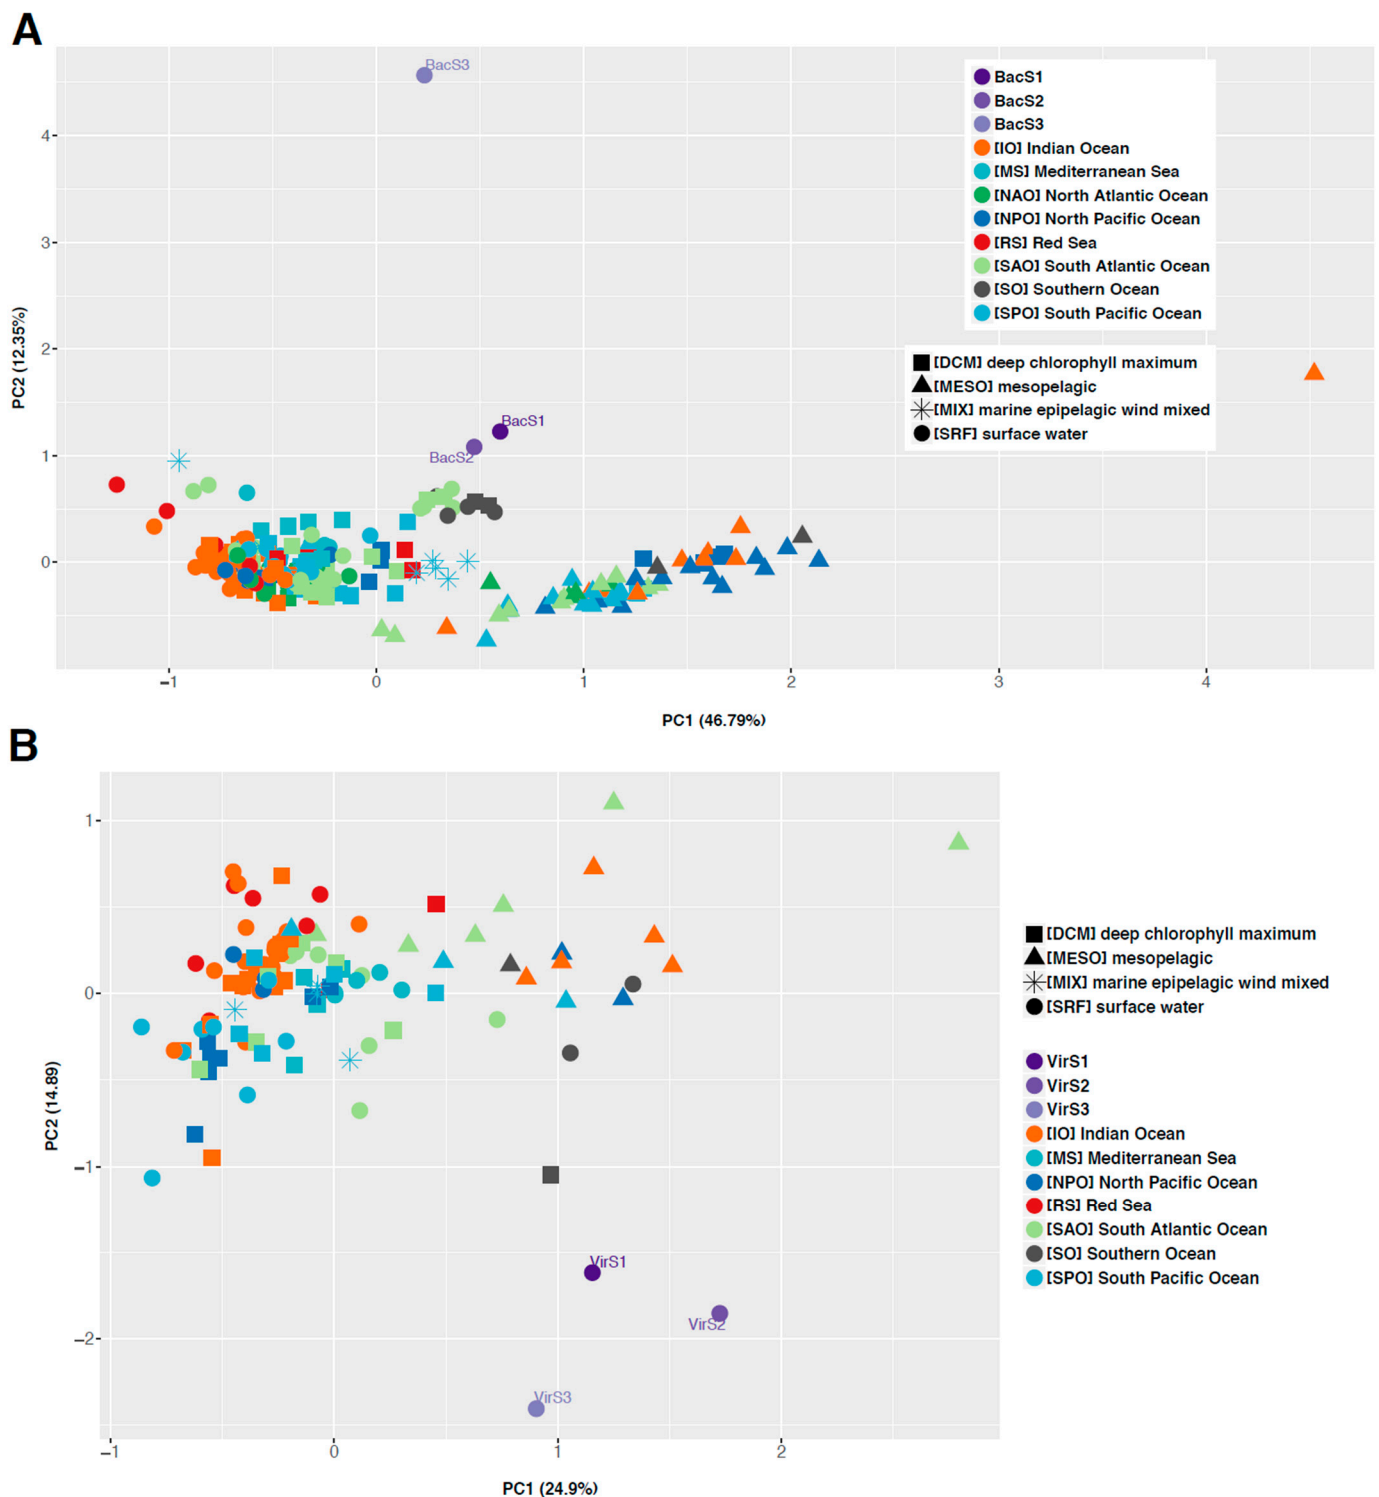 A
BacS3
BacS1
BacS2
BacS3
[IO] Indian Ocean
[MS] Mediterranean Sea
[NAO] North Atlantic Ocean
[NPO] North Pacific Ocean
[RS] Red Sea
[SAO] South Atlantic Ocean
[SO] Southern Ocean
[SPO] South Pacific Ocean
[DCM] deep chlorophyll maximum
[MESO] mesopelagic
[MIX] marine epipelagic wind mixed
[SRF] surface water
BacS1
BacS2
4
3
2
1
0
PC2 (12.35%)
−1 0 1 2 3 4
PC1 (46.79%)
B
1
0
−1
−2
PC2 (14.89)
VirS1
VirS2
VirS3
−1 0 1 2
PC1 (24.9%)
[DCM] deep chlorophyll maximum
[MESO] mesopelagic
[MIX] marine epipelagic wind mixed
[SRF] surface water
VirS1
VirS2
VirS3
[IO] Indian Ocean
[MS] Mediterranean Sea
[NPO] North Pacific Ocean
[RS] Red Sea
[SAO] South Atlantic Ocean
[SO] Southern Ocean
[SPO] South Pacific Ocean